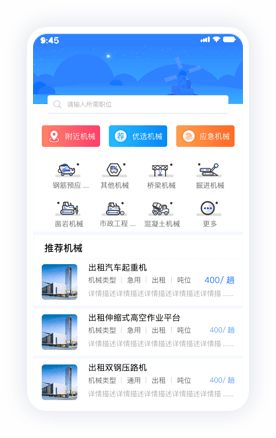 9:45
请输入所需职位
附近机械
荐 优选机械
急 应急机械
钢筋预应 ...
其他机械
桥梁机械
掘进机械
凿岩机械
市政工程 ...
混凝土机械
更多
推荐机械
出租汽车起重机
机械类型 | 急用 | 出租 | 吨位 400/ 趟
详情描述详情描述详情描述详情描 ......
出租伸缩式高空作业平台
机械类型 | 急用 | 出租 | 吨位 400/ 趟
详情描述详情描述详情描述详情描 ......
出租双钢压路机
机械类型 | 通用 | 出租 | 吨位 400/ 趟
详情描述详情描述详情描述详情描 ......